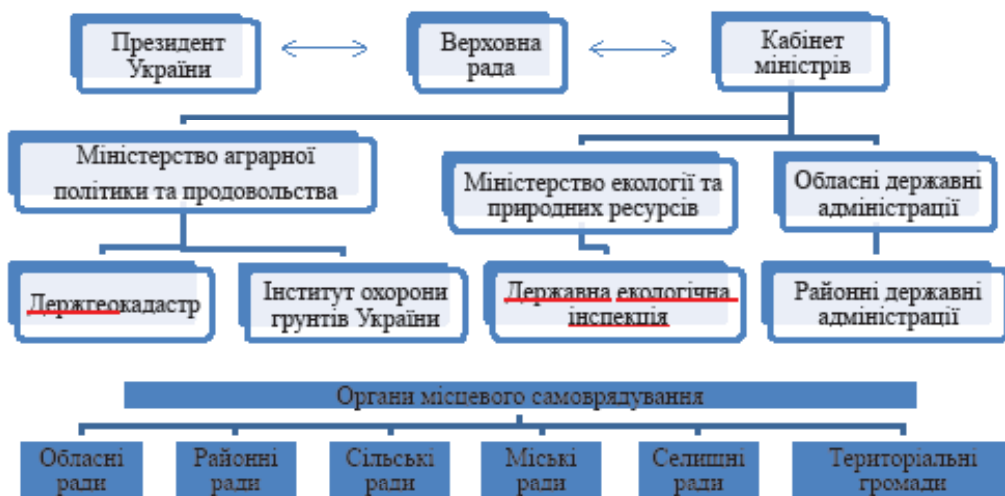 Президент
України
Верховна
рада
Кабінет
міністрів
Міністерство аграрної
політики та продовольства
Міністерство екології та
природних ресурсів
Обласні державні
адміністрації
Держгеокадастр
Інститут охорони
грунтів України
Державна екологічна
інспекція
Районні державні
адміністрації
Органи місцевого самоврядування
Обласні
ради
Районні
ради
Сільські
ради
Міські
ради
Селишні
ради
Територіальні
громади